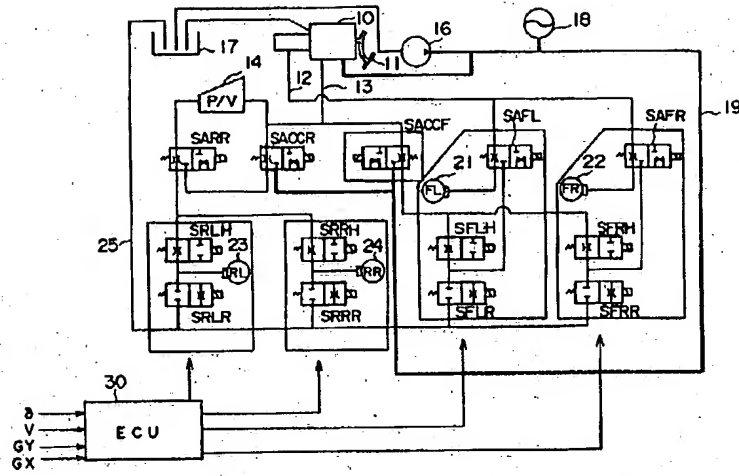 10
16
18
17
14
11
12
13
P/V
19
SACCF
SAFL
SAFR
SARR
SACCR
21
22
FL
FR
25
SRLH
23
SRRH
24
SFLH
SFRH
RL
RR
SRLR
SRRR
SFLR
SFRR
30
V
GY
GX
ECU